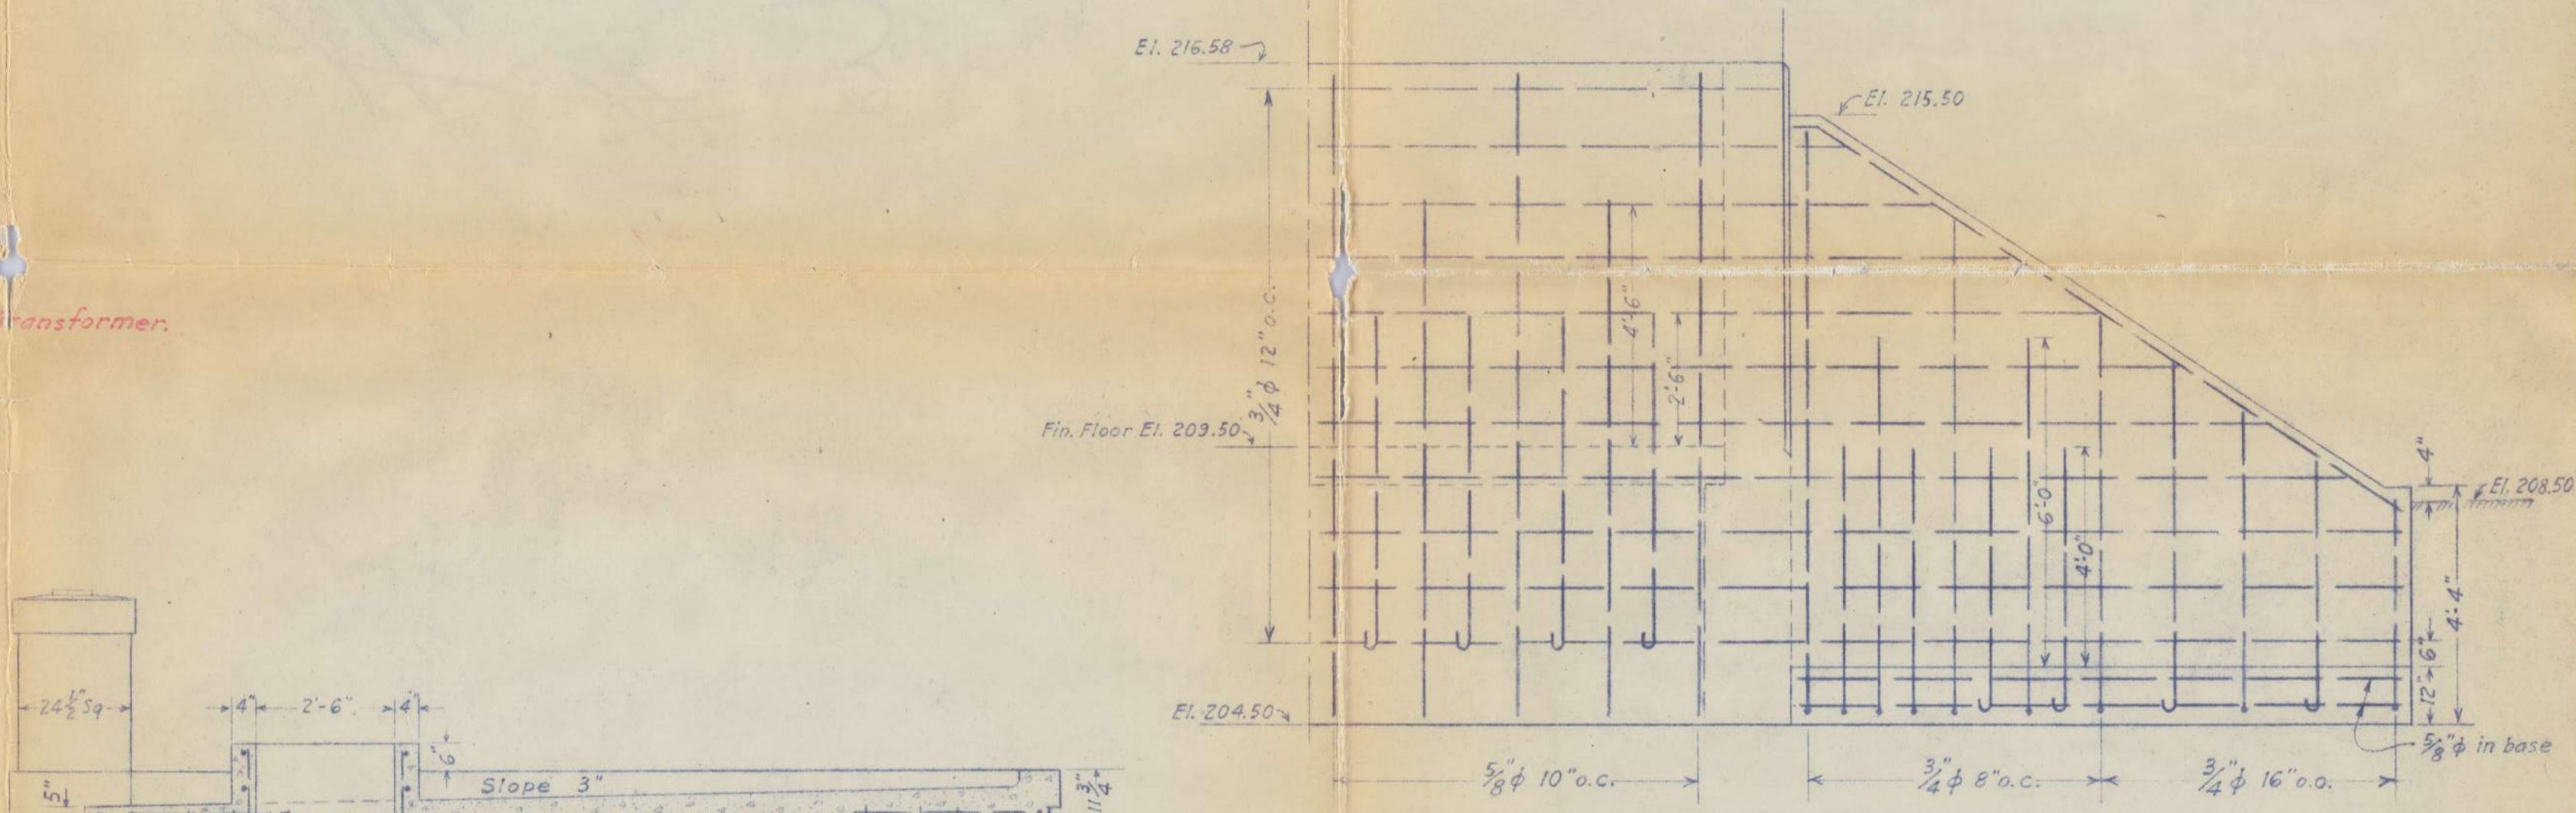 El. 216.58
El. 215.50
3/4"ϕ 12" o.c.
4'-6"
2'-6"
Fin. Floor El. 209.50
6'-0"
4'-0"
4"
El. 208.50
4'-4"
6"
12"
El. 204.50
5/8"ϕ in base
5/8"ϕ 10" o.c.
3/4"ϕ 8" o.c.
3/4"ϕ 16" o.o.
ransformer.
24 1/2" Sq
4"
2'-6"
4"
6"
5"
Slope 3"
11 3/4"